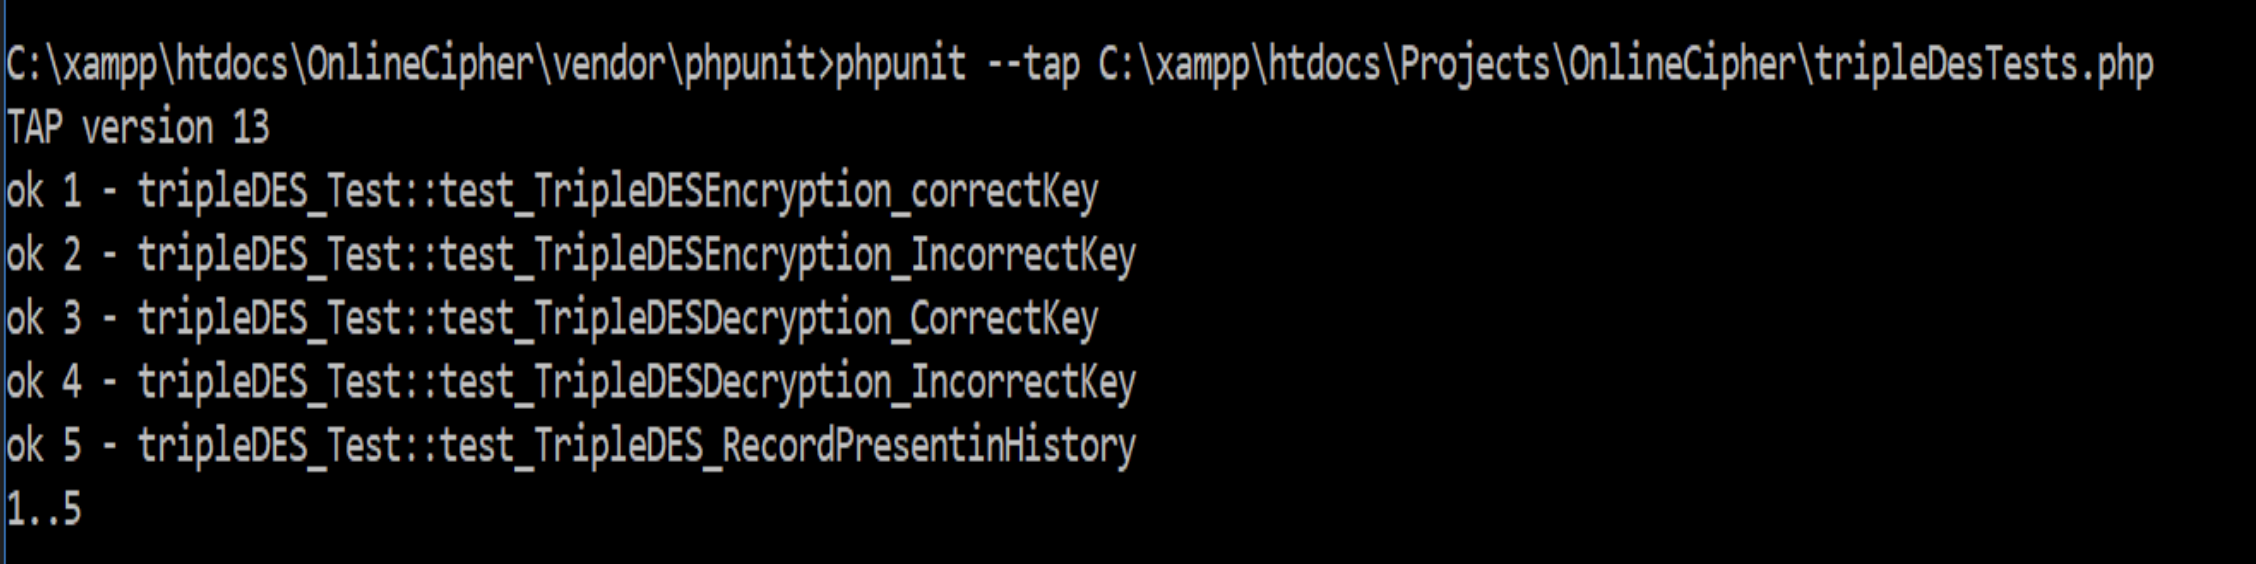 C:\xampp\htdocs\OnlineCipher\vendor\phpunit>phpunit --tap C:\xampp\htdocs\Projects\OnlineCipher\tripleDesTests.php
TAP version 13
ok 1 - tripleDES_Test::test_TripleDESEncryption_correctKey
ok 2 - tripleDES_Test::test_TripleDESEncryption_IncorrectKey
ok 3 - tripleDES_Test::test_TripleDESDecryption_CorrectKey
ok 4 - tripleDES_Test::test_TripleDESDecryption_IncorrectKey
ok 5 - tripleDES_Test::test_TripleDES_RecordPresentinHistory
1..5